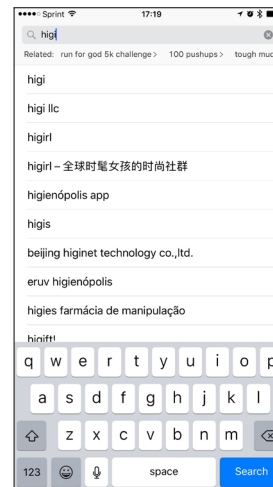 Sprint 17:19
higi
Related: run for god 5k challenge > 100 pushups > tough mud
higi
higi llc
higirl
higirl – 全球时髦女孩的时尚社群
higienópolis app
higis
beijing higinet technology co.,ltd.
eruv higienópolis
higies farmácia de manipulação
higift!
q w e r t y u i o p
a s d f g h j k l
z x c v b n m
123 space Search